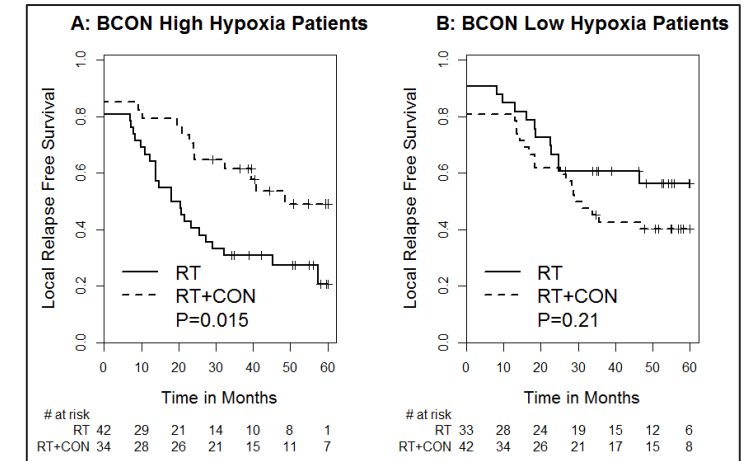 A: BCON High Hypoxia Patients
Local Relapse Free Survival
1.0
0.8
0.6
0.4
0.2
0.0
RT
RT+CON
P=0.015
0 10 20 30 40 50 60
Time in Months
# at risk
RT 42 29 21 14 10 8 1
RT+CON 34 28 26 21 15 11 7
B: BCON Low Hypoxia Patients
Local Relapse Free Survival
1.0
0.8
0.6
0.4
0.2
0.0
RT
RT+CON
P=0.21
0 10 20 30 40 50 60
Time in Months
# at risk
RT 33 28 24 19 15 12 6
RT+CON 42 34 26 21 17 15 8